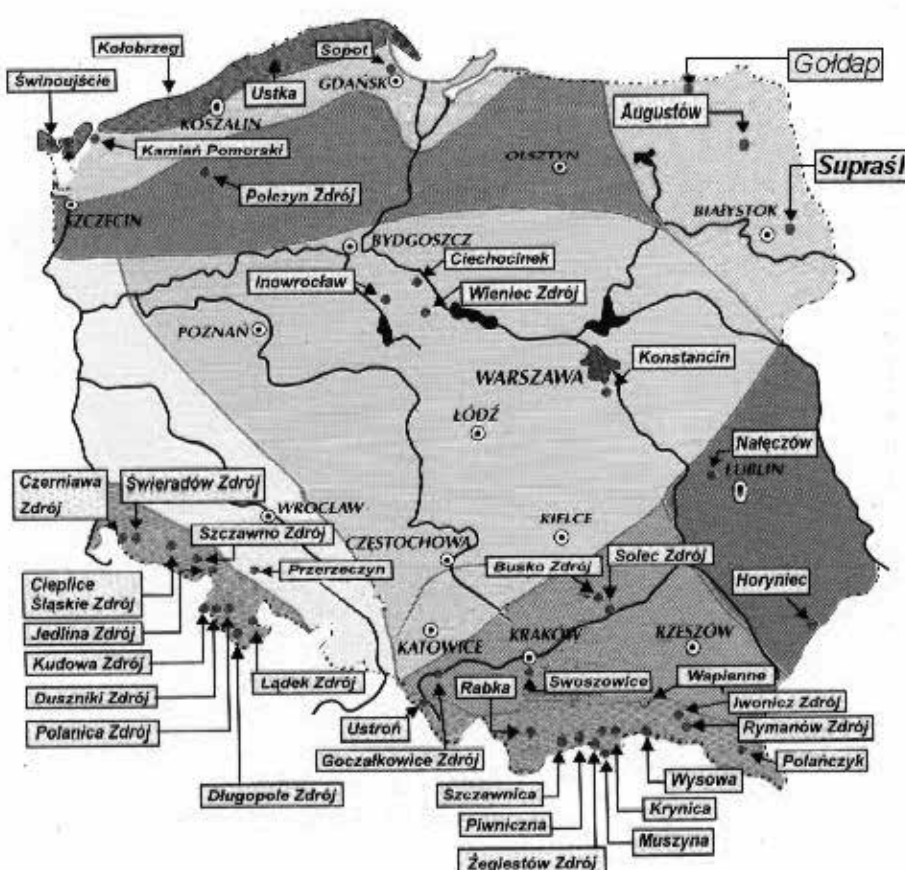 Kołobrzeg
Sopot
Gołdap
Świnoujście
Ustka
GDAŃSK
Augustów
KOSZALIN
Kamień Pomorski
OLSZTYN
Supraśl
Połczyn Zdrój
SZCZECIN
BIAŁYSTOK
BYDGOSZCZ
Ciechocinek
Inowrocław
Wieniec Zdrój
POZNAŃ
Konstancin
WARSZAWA
ŁÓDŹ
Nałęczów
LUBLIN
Czerniawa
Zdrój
Świeradów Zdrój
WROCŁAW
KIELCE
Szczawno Zdrój
CZĘSTOCHOWA
Solec Zdrój
Busko Zdrój
Przerzeczyn
Horyniec
Cieplice
Śląskie Zdrój
Jedlina Zdrój
KATOWICE
KRAKÓW
RZESZÓW
Kudowa Zdrój
Lądek Zdrój
Rabka
Swoszowice
Wapienne
Duszniki Zdrój
Iwonicz Zdrój
Ustroń
Rymanów Zdrój
Polanica Zdrój
Goczałkowice Zdrój
Polańczyk
Długopole Zdrój
Szczawnica
Wysowa
Krynica
Piwniczna
Muszyna
Żegiestów Zdrój